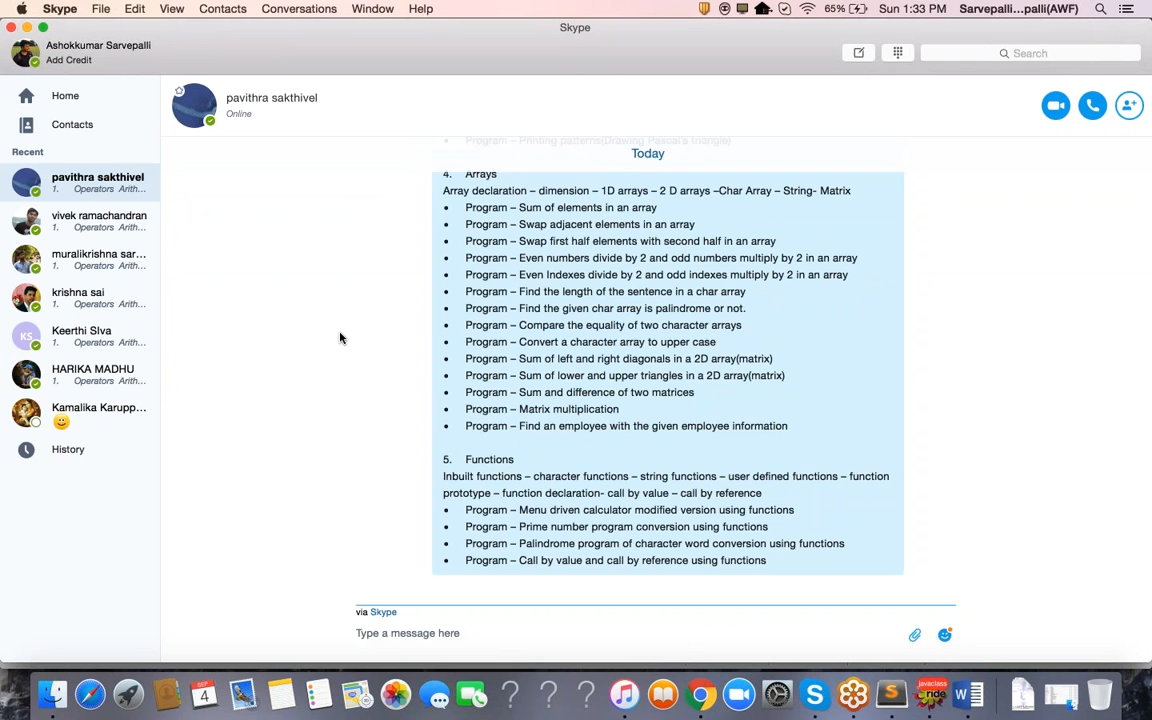 Skype File Edit View Contacts Conversations Window Help 65% Sun 1:33 PM Sarvepalli...palli(AWF)
Skype
Ashokkumar Sarvepalli
Add Credit
Search
Home
Contacts
Recent
pavithra sakthivel
1. Operators Arith...
vivek ramachandran
1. Operators Arith...
muralikrishna sar...
1. Operators Arith...
krishna sai
1. Operators Arith...
KS
Keerthi SIva
1. Operators Arith...
HARIKA MADHU
1. Operators Arith...
Kamalika Karupp...
History
pavithra sakthivel
Online
• Program – Printing patterns(Drawing Pascal's triangle)
Today
4. Arrays
Array declaration – dimension – 1D arrays – 2 D arrays –Char Array – String- Matrix
• Program – Sum of elements in an array
• Program – Swap adjacent elements in an array
• Program – Swap first half elements with second half in an array
• Program – Even numbers divide by 2 and odd numbers multiply by 2 in an array
• Program – Even Indexes divide by 2 and odd indexes multiply by 2 in an array
• Program – Find the length of the sentence in a char array
• Program – Find the given char array is palindrome or not.
• Program – Compare the equality of two character arrays
• Program – Convert a character array to upper case
• Program – Sum of left and right diagonals in a 2D array(matrix)
• Program – Sum of lower and upper triangles in a 2D array(matrix)
• Program – Sum and difference of two matrices
• Program – Matrix multiplication
• Program – Find an employee with the given employee information
5. Functions
Inbuilt functions – character functions – string functions – user defined functions – function
prototype – function declaration- call by value – call by reference
• Program – Menu driven calculator modified version using functions
• Program – Prime number program conversion using functions
• Program – Palindrome program of character word conversion using functions
• Program – Call by value and call by reference using functions
via Skype
Type a message here
SEP
4
javaclass
ride